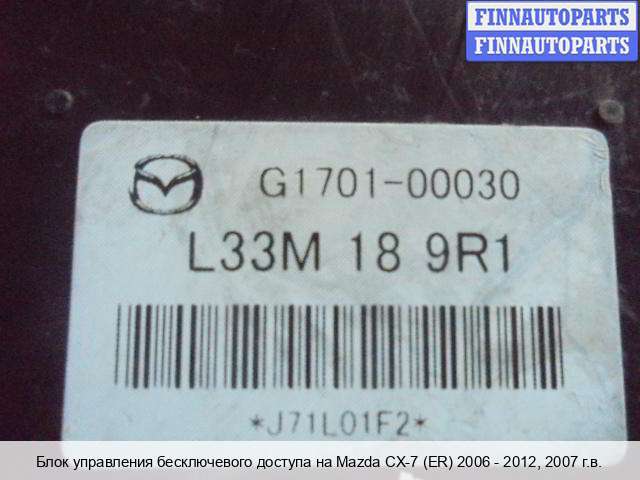 FINNAUTOPARTS
FINNAUTOPARTS
G1701-00030
L33M 18 9R1
*J71L01F2*
Блок управления бесключевого доступа на Mazda CX-7 (ER) 2006 - 2012, 2007 г.в.